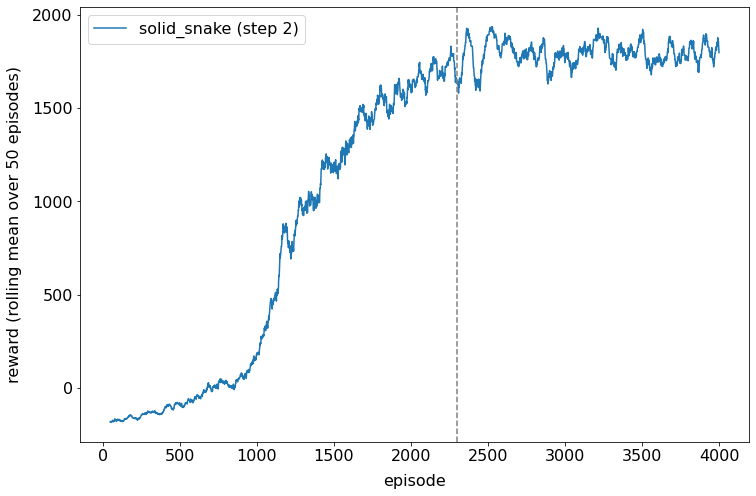 solid_snake (step 2)
reward (rolling mean over 50 episodes)
2000
1500
1000
500
0
0 500 1000 1500 2000 2500 3000 3500 4000
episode